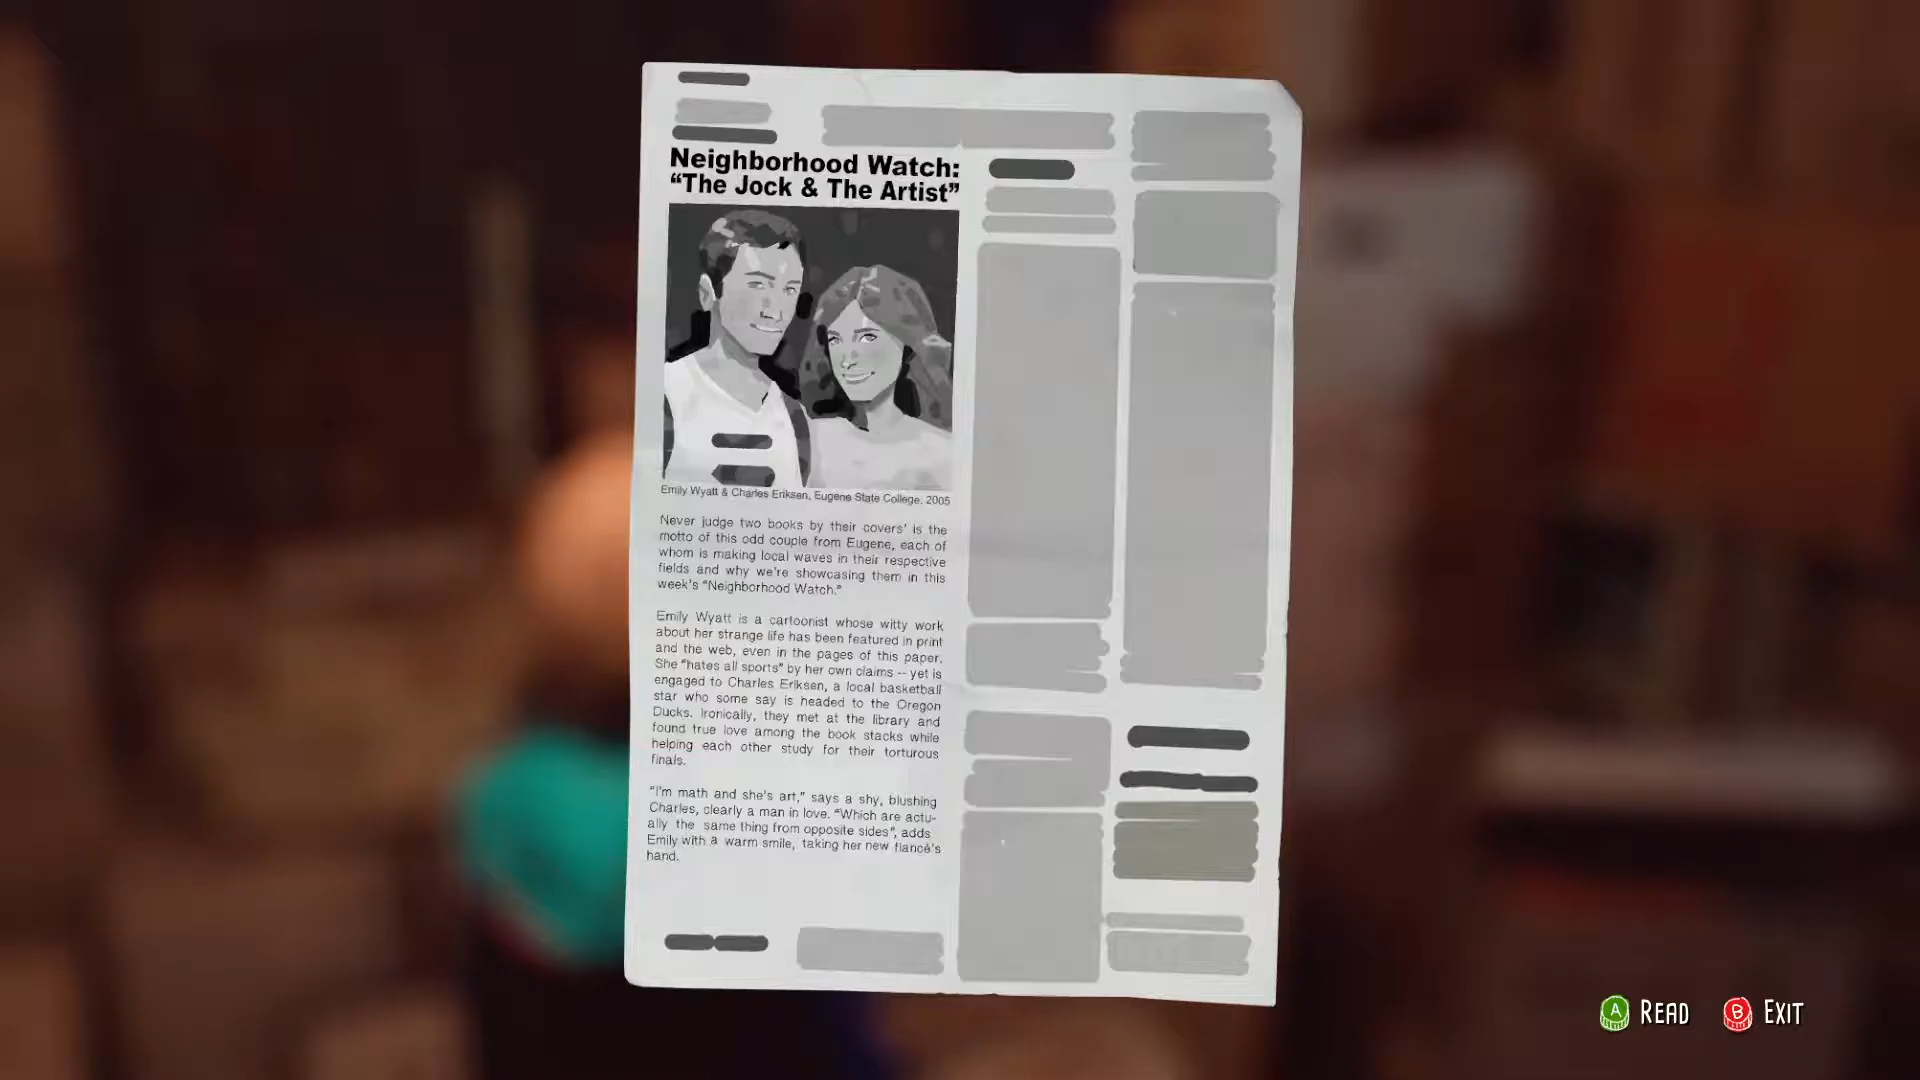 Neighborhood Watch:
“The Jock & The Artist”
Emily Wyatt & Charles Eriksen, Eugene State College, 2005
Never judge two books by their covers’ is the
motto of this odd couple from Eugene, each of
whom is making local waves in their respective
fields and why we’re showcasing them in this
week’s “Neighborhood Watch.”
Emily Wyatt is a cartoonist whose witty work
about her strange life has been featured in print
and the web, even in the pages of this paper.
She “hates all sports” by her own claims -- yet is
engaged to Charles Eriksen, a local basketball
star who some say is headed to the Oregon
Ducks. Ironically, they met at the library and
found true love among the book stacks while
helping each other study for their torturous
finals.
“I’m math and she’s art,” says a shy, blushing
Charles, clearly a man in love. “Which are actu-
ally the same thing from opposite sides”, adds
Emily with a warm smile, taking her new fiancé’s
hand.
A READ B EXIT